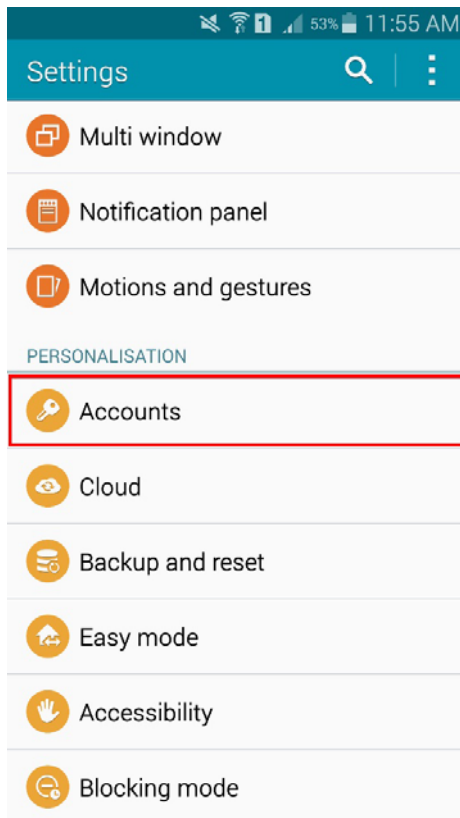 1 53% 11:55 AM
Settings
Multi window
Notification panel
Motions and gestures
PERSONALISATION
Accounts
Cloud
Backup and reset
Easy mode
Accessibility
Blocking mode